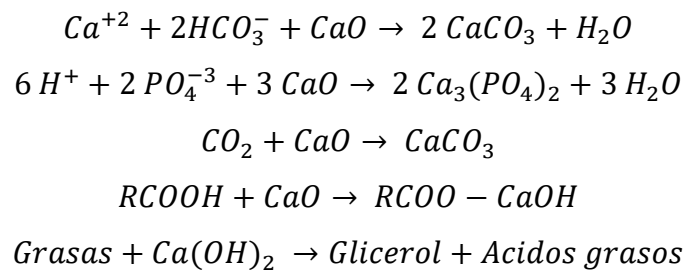 Ca⁺² + 2HCO₃⁻ + CaO → 2 CaCO₃ + H₂O
6 H⁺ + 2 PO₄⁻³ + 3 CaO → 2 Ca₃(PO₄)₂ + 3 H₂O
CO₂ + CaO → CaCO₃
RCOOH + CaO → RCOO − CaOH
Grasas + Ca(OH)₂ → Glicerol + Acidos grasos